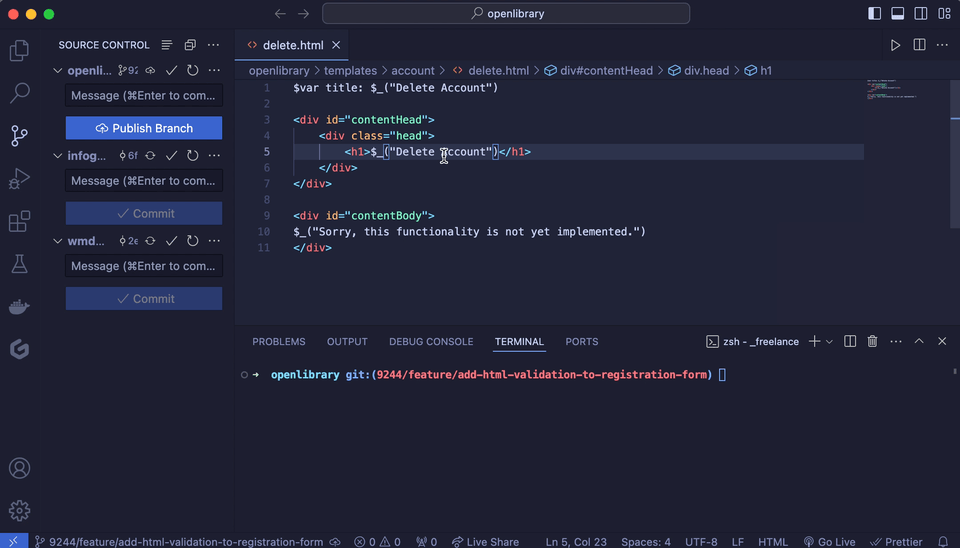 openlibrary
SOURCE CONTROL
delete.html
openli... 92
openlibrary > templates > account > delete.html > div#contentHead > div.head > h1
Message (⌘Enter to com...
Publish Branch
infog... 6f
Message (⌘Enter to com...
Commit
wmd... 2e
Message (⌘Enter to com...
Commit
1 $var title: $_("Delete Account")
2
3 <div id="contentHead">
4 <div class="head">
5 <h1>$_("Delete Account")</h1>
6 </div>
7 </div>
8
9 <div id="contentBody">
10 $_("Sorry, this functionality is not yet implemented.")
11 </div>
PROBLEMS OUTPUT DEBUG CONSOLE TERMINAL PORTS zsh - _freelance
openlibrary git:(9244/feature/add-html-validation-to-registration-form)
9244/feature/add-html-validation-to-registration-form 0 0 0 Live Share Ln 5, Col 23 Spaces: 4 UTF-8 LF HTML Go Live Prettier